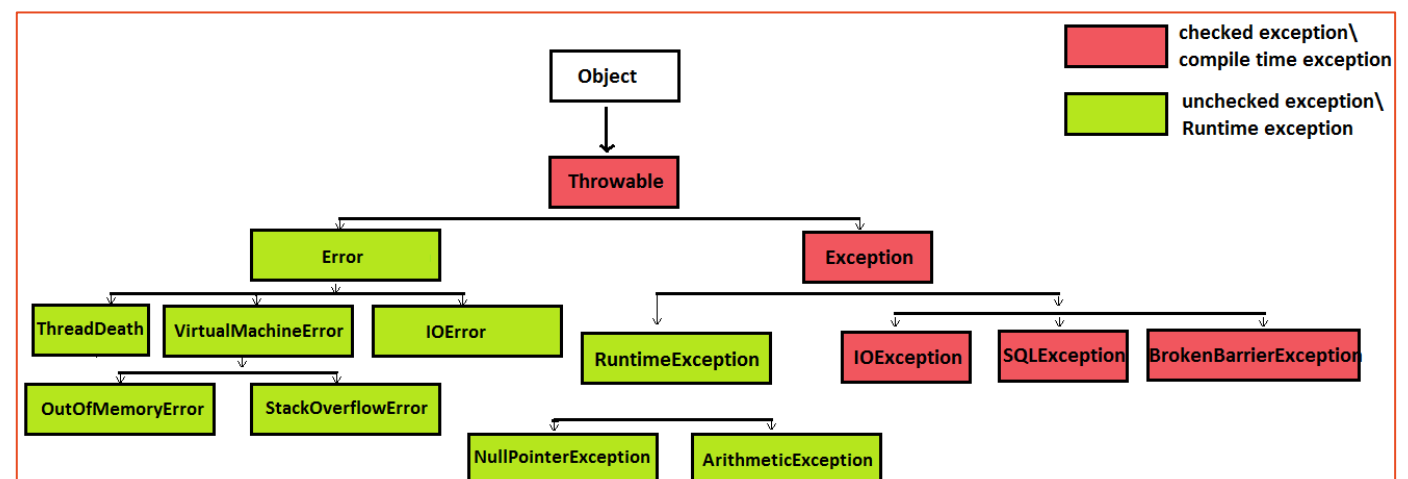 checked exception\
compile time exception
Object
unchecked exception\
Runtime exception
Throwable
Error
Exception
ThreadDeath
VirtualMachineError
IOError
RuntimeException
IOException
SQLException
BrokenBarrierException
OutOfMemoryError
StackOverflowError
NullPointerException
ArithmeticException